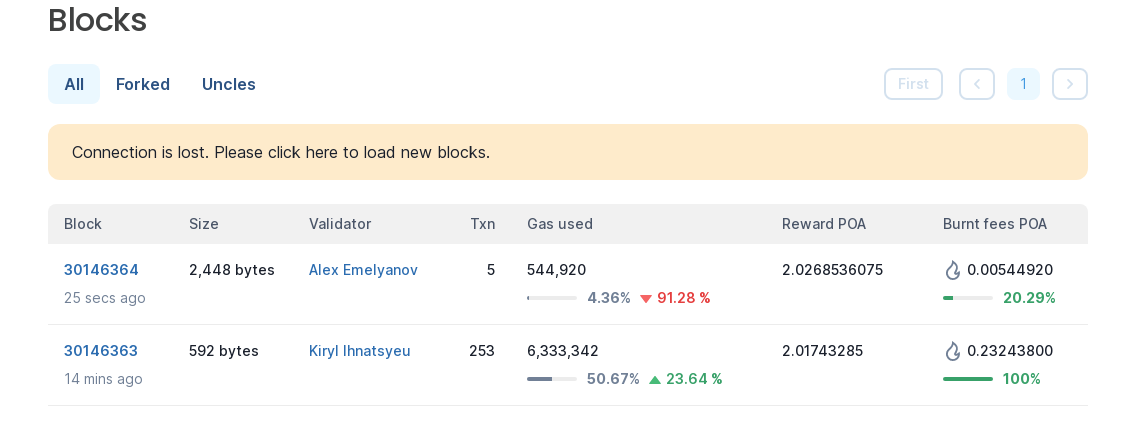 Blocks
All Forked Uncles First 1
Connection is lost. Please click here to load new blocks.
Block Size Validator Txn Gas used Reward POA Burnt fees POA
30146364 2,448 bytes Alex Emelyanov 5 544,920 2.0268536075 0.00544920
25 secs ago 4.36% 91.28 % 20.29%
30146363 592 bytes Kiryl Ihnatsyeu 253 6,333,342 2.01743285 0.23243800
14 mins ago 50.67% 23.64 % 100%